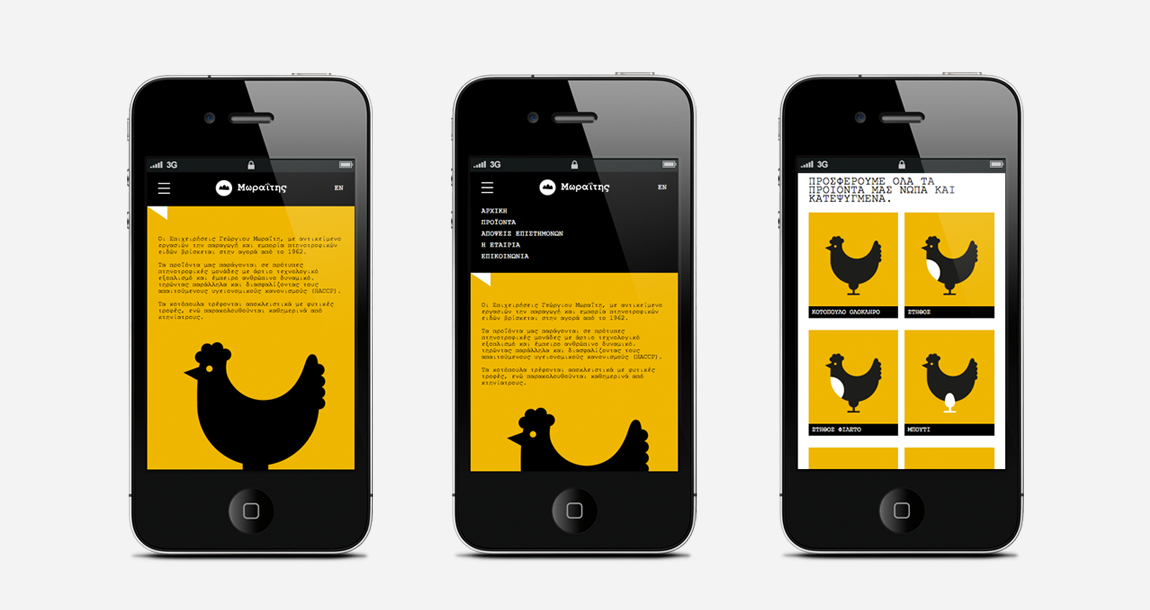 3G
Μωραΐτης
EN
Οι Επιχειρήσεις Γεώργιου Μωραΐτη, με αντικείμενο
εργασιών την παραγωγή και εμπορία πτηνοτροφικών
ειδών βρίσκεται στην αγορά από το 1962.
Τα προϊόντα μας παράγονται σε πρότυπες
πτηνοτροφικές μονάδες με άρτιο τεχνολογικό
εξοπλισμό και έμπειρο ανθρώπινο δυναμικό,
τηρώντας παράλληλα και διασφαλίζοντας τους
απαιτούμενους υγειονομικούς κανονισμούς (HACCP).
Τα κοτόπουλα τρέφονται αποκλειστικά με φυτικές
τροφές, ενώ παρακολουθούνται καθημερινά από
κτηνίατρους.
3G
Μωραΐτης
EN
ΑΡΧΙΚΗ
ΠΡΟΪΟΝΤΑ
ΑΠΟΨΕΙΣ ΕΠΙΣΤΗΜΟΝΩΝ
Η ΕΤΑΙΡΙΑ
ΕΠΙΚΟΙΝΩΝΙΑ
Οι Επιχειρήσεις Γεώργιου Μωραΐτη, με αντικείμενο
εργασιών την παραγωγή και εμπορία πτηνοτροφικών
ειδών βρίσκεται στην αγορά από το 1962.
Τα προϊόντα μας παράγονται σε πρότυπες
πτηνοτροφικές μονάδες με άρτιο τεχνολογικό
εξοπλισμό και έμπειρο ανθρώπινο δυναμικό,
τηρώντας παράλληλα και διασφαλίζοντας τους
απαιτούμενους υγειονομικούς κανονισμούς (HACCP).
Τα κοτόπουλα τρέφονται αποκλειστικά με φυτικές
τροφές, ενώ παρακολουθούνται καθημερινά από
κτηνίατρους.
3G
ΠΡΟΣΦΕΡΟΥΜΕ ΟΛΑ ΤΑ
ΠΡΟΙΟΝΤΑ ΜΑΣ ΝΩΠΑ ΚΑΙ
ΚΑΤΕΨΥΓΜΕΝΑ.
ΚΟΤΟΠΟΥΛΟ ΟΛΟΚΛΗΡΟ
ΣΤΗΘΟΣ
ΣΤΗΘΟΣ ΦΙΛΕΤΟ
ΜΠΟΥΤΙ